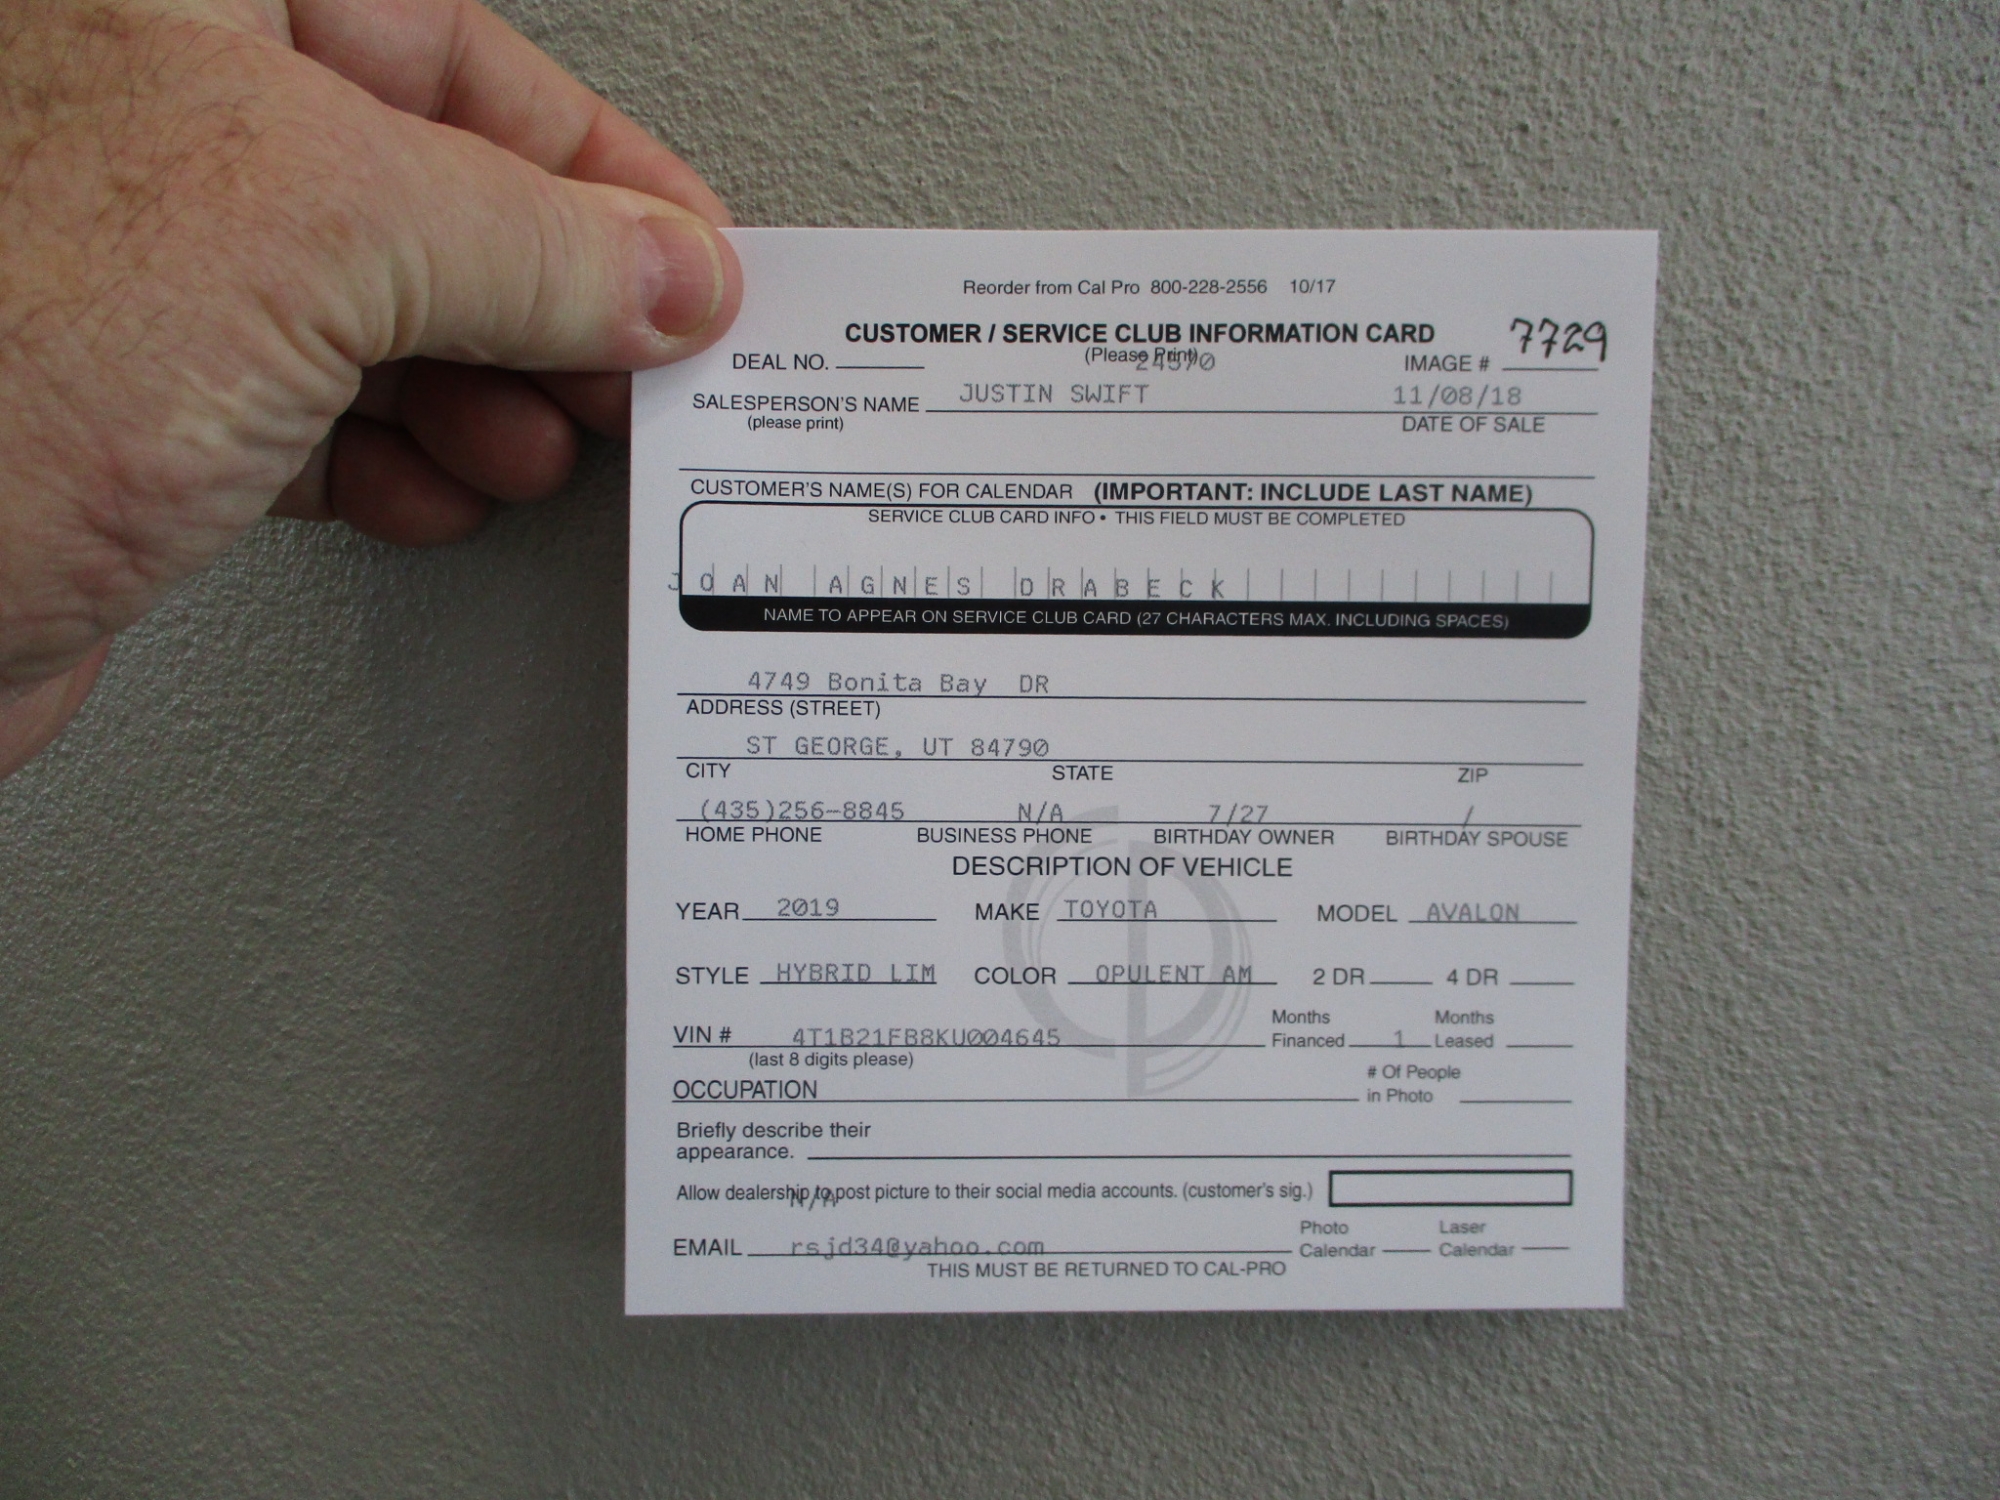 Reorder from Cal Pro 800-228-2556 10/17
CUSTOMER / SERVICE CLUB INFORMATION CARD
7729
(Please Print)
DEAL NO. IMAGE #
JUSTIN SWIFT 11/08/18
SALESPERSON'S NAME
(please print) DATE OF SALE
CUSTOMER'S NAME(S) FOR CALENDAR (IMPORTANT: INCLUDE LAST NAME)
SERVICE CLUB CARD INFO • THIS FIELD MUST BE COMPLETED
JOAN AGNES DRABECK
NAME TO APPEAR ON SERVICE CLUB CARD (27 CHARACTERS MAX. INCLUDING SPACES)
4749 Bonita Bay DR
ADDRESS (STREET)
ST GEORGE, UT 84790
CITY STATE ZIP
(435)256-8845 N/A 7/27 /
HOME PHONE BUSINESS PHONE BIRTHDAY OWNER BIRTHDAY SPOUSE
DESCRIPTION OF VEHICLE
YEAR 2019 MAKE TOYOTA MODEL AVALON
STYLE HYBRID LIM COLOR OPULENT AM 2 DR 4 DR
VIN # 4T1B21FB8KU004645 Months Financed 1 Months Leased
(last 8 digits please)
OCCUPATION # Of People in Photo
Briefly describe their
appearance.
Allow dealership to post picture to their social media accounts. (customer's sig.)
N/A
EMAIL rsjd34@yahoo.com Photo Calendar Laser Calendar
THIS MUST BE RETURNED TO CAL-PRO